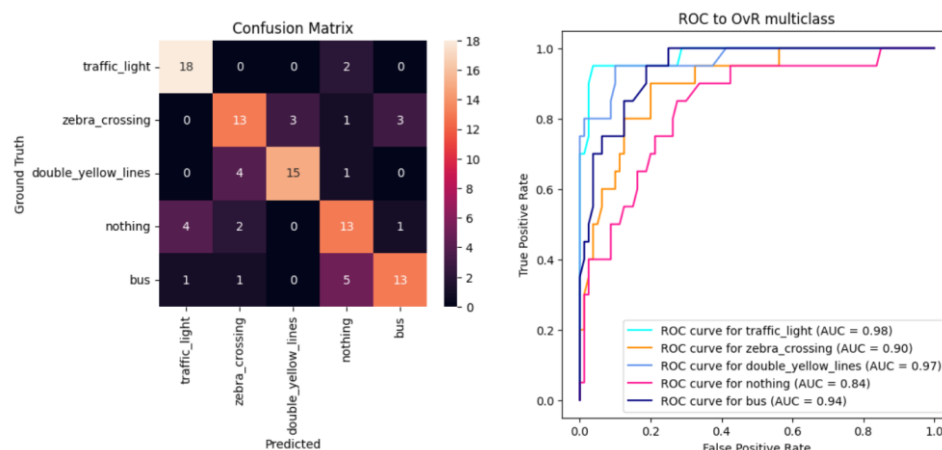 Confusion Matrix
Ground Truth
traffic_light 18 0 0 2 0
zebra_crossing 0 13 3 1 3
double_yellow_lines 0 4 15 1 0
nothing 4 2 0 13 1
bus 1 1 0 5 13
traffic_light zebra_crossing double_yellow_lines nothing bus
Predicted
18
16
14
12
10
8
6
4
2
0
ROC to OvR multiclass
True Positive Rate
1.0
0.8
0.6
0.4
0.2
0.0
ROC curve for traffic_light (AUC = 0.98)
ROC curve for zebra_crossing (AUC = 0.90)
ROC curve for double_yellow_lines (AUC = 0.97)
ROC curve for nothing (AUC = 0.84)
ROC curve for bus (AUC = 0.94)
0.0 0.2 0.4 0.6 0.8 1.0
False Positive Rate